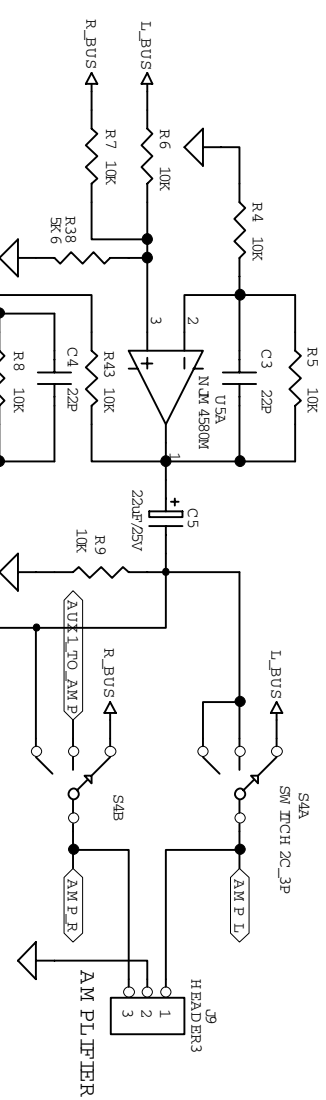 L_BUS
R_BUS
R6 10K
R7 10K
R38
5K6
R4 10K
R5 10K
C3 22P
2
3
1
U5A
NJM4580M
R43 10K
C4 22P
R8 10K
C5
22uF/25V
R9
10K
L_BUS
S4A
SWITCH 2C_3P
AMP_L
R_BUS
AUX1_TO_AMP
S4B
AMP_R
J9
HEADER3
1
2
3
AMPLIFIER